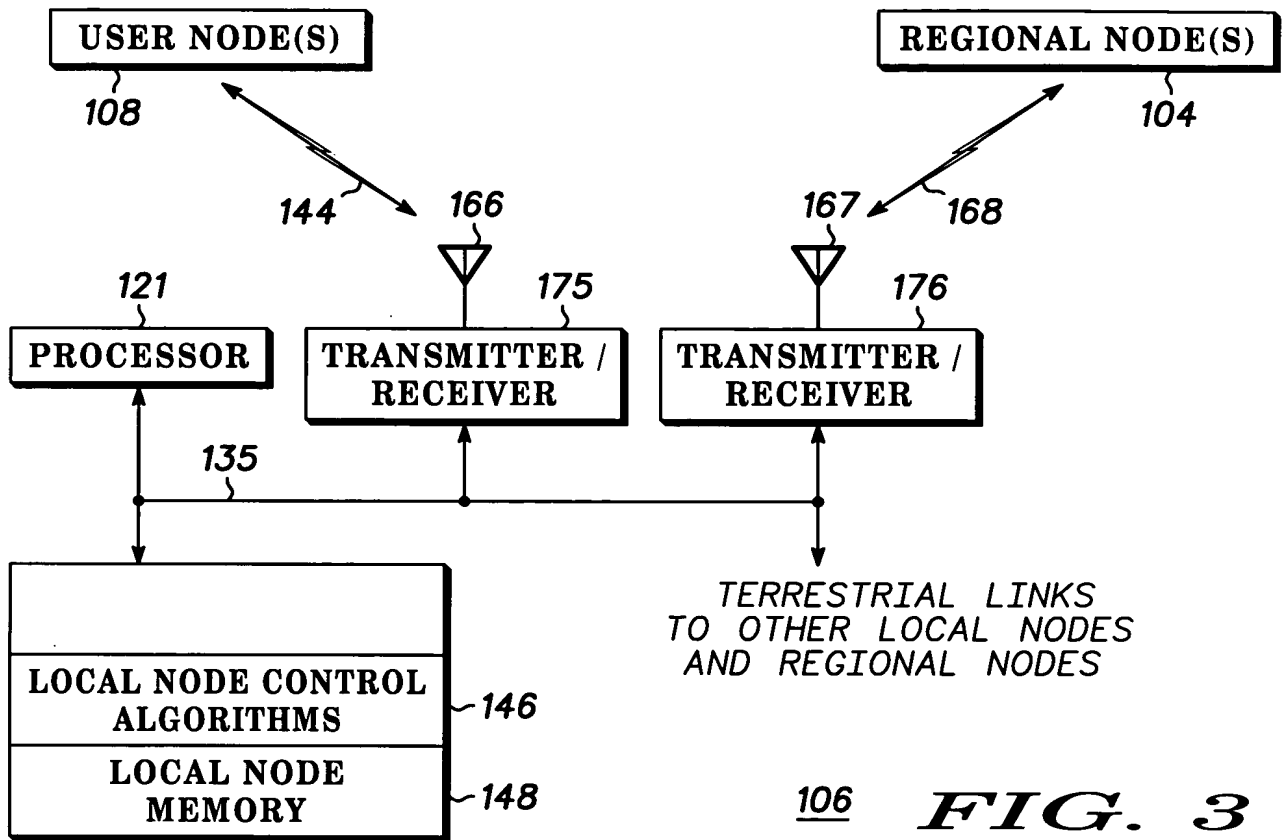 USER NODE(S)
REGIONAL NODE(S)
108
104
144
166
167
168
121
175
176
PROCESSOR
TRANSMITTER /
RECEIVER
TRANSMITTER /
RECEIVER
135
TERRESTRIAL LINKS
TO OTHER LOCAL NODES
AND REGIONAL NODES
LOCAL NODE CONTROL
ALGORITHMS
146
LOCAL NODE
MEMORY
148
106
FIG. 3